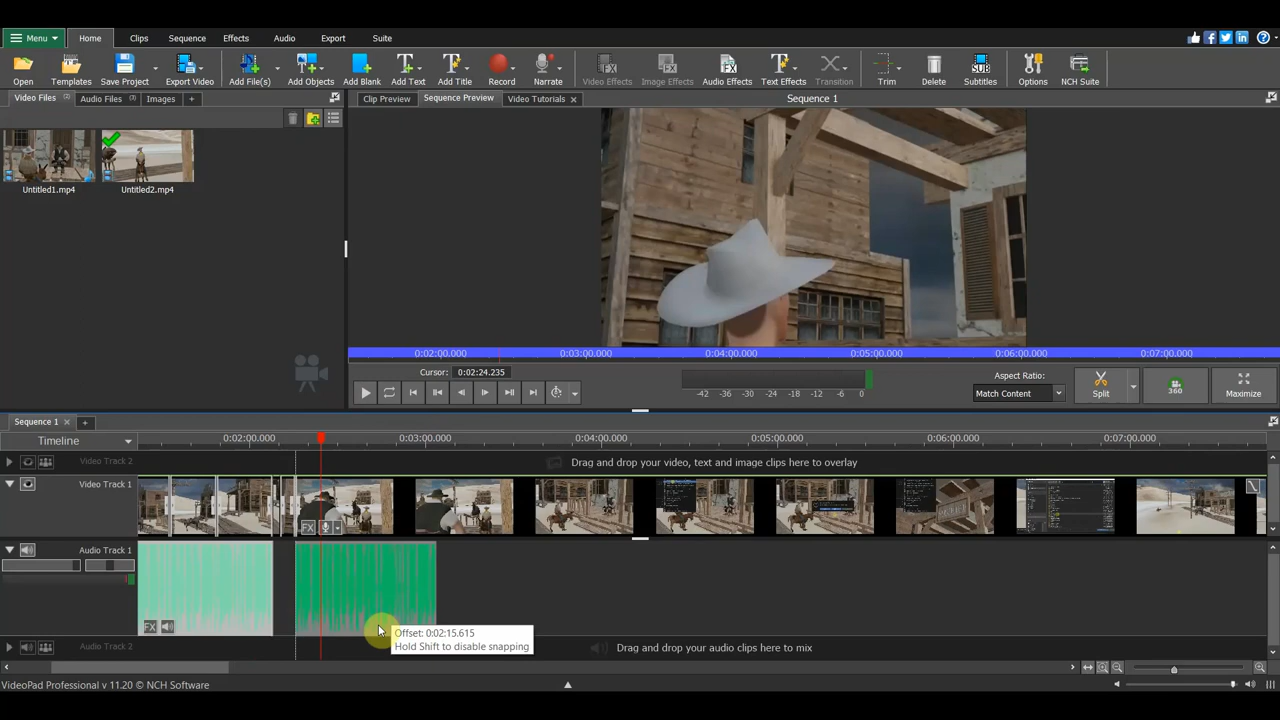 Menu Home Clips Sequence Effects Audio Export Suite
Open Templates Save Project Export Video Add File(s) Add Objects Add Blank Add Text Add Title Record Narrate Video Effects Image Effects Audio Effects Text Effects Transition Trim Delete Subtitles Options NCH Suite
Video Files (2) Audio Files (3) Images + Clip Preview Sequence Preview Video Tutorials × Sequence 1
Untitled1.mp4 Untitled2.mp4
0:02:00.000 0:03:00.000 0:04:00.000 0:05:00.000 0:06:00.000 0:07:00.000
Cursor: 0:02:24.235
Aspect Ratio:
Match Content
-42 -36 -30 -24 -18 -12 -6 0
Split 360 Maximize
Sequence 1 × +
Timeline 0:02:00.000 0:03:00.000 0:04:00.000 0:05:00.000 0:06:00.000 0:07:00.000
Video Track 2 Drag and drop your video, text and image clips here to overlay
Video Track 1
FX
Audio Track 1
FX
Offset: 0:02:15.615
Hold Shift to disable snapping
Audio Track 2 Drag and drop your audio clips here to mix
VideoPad Professional v 11.20 © NCH Software